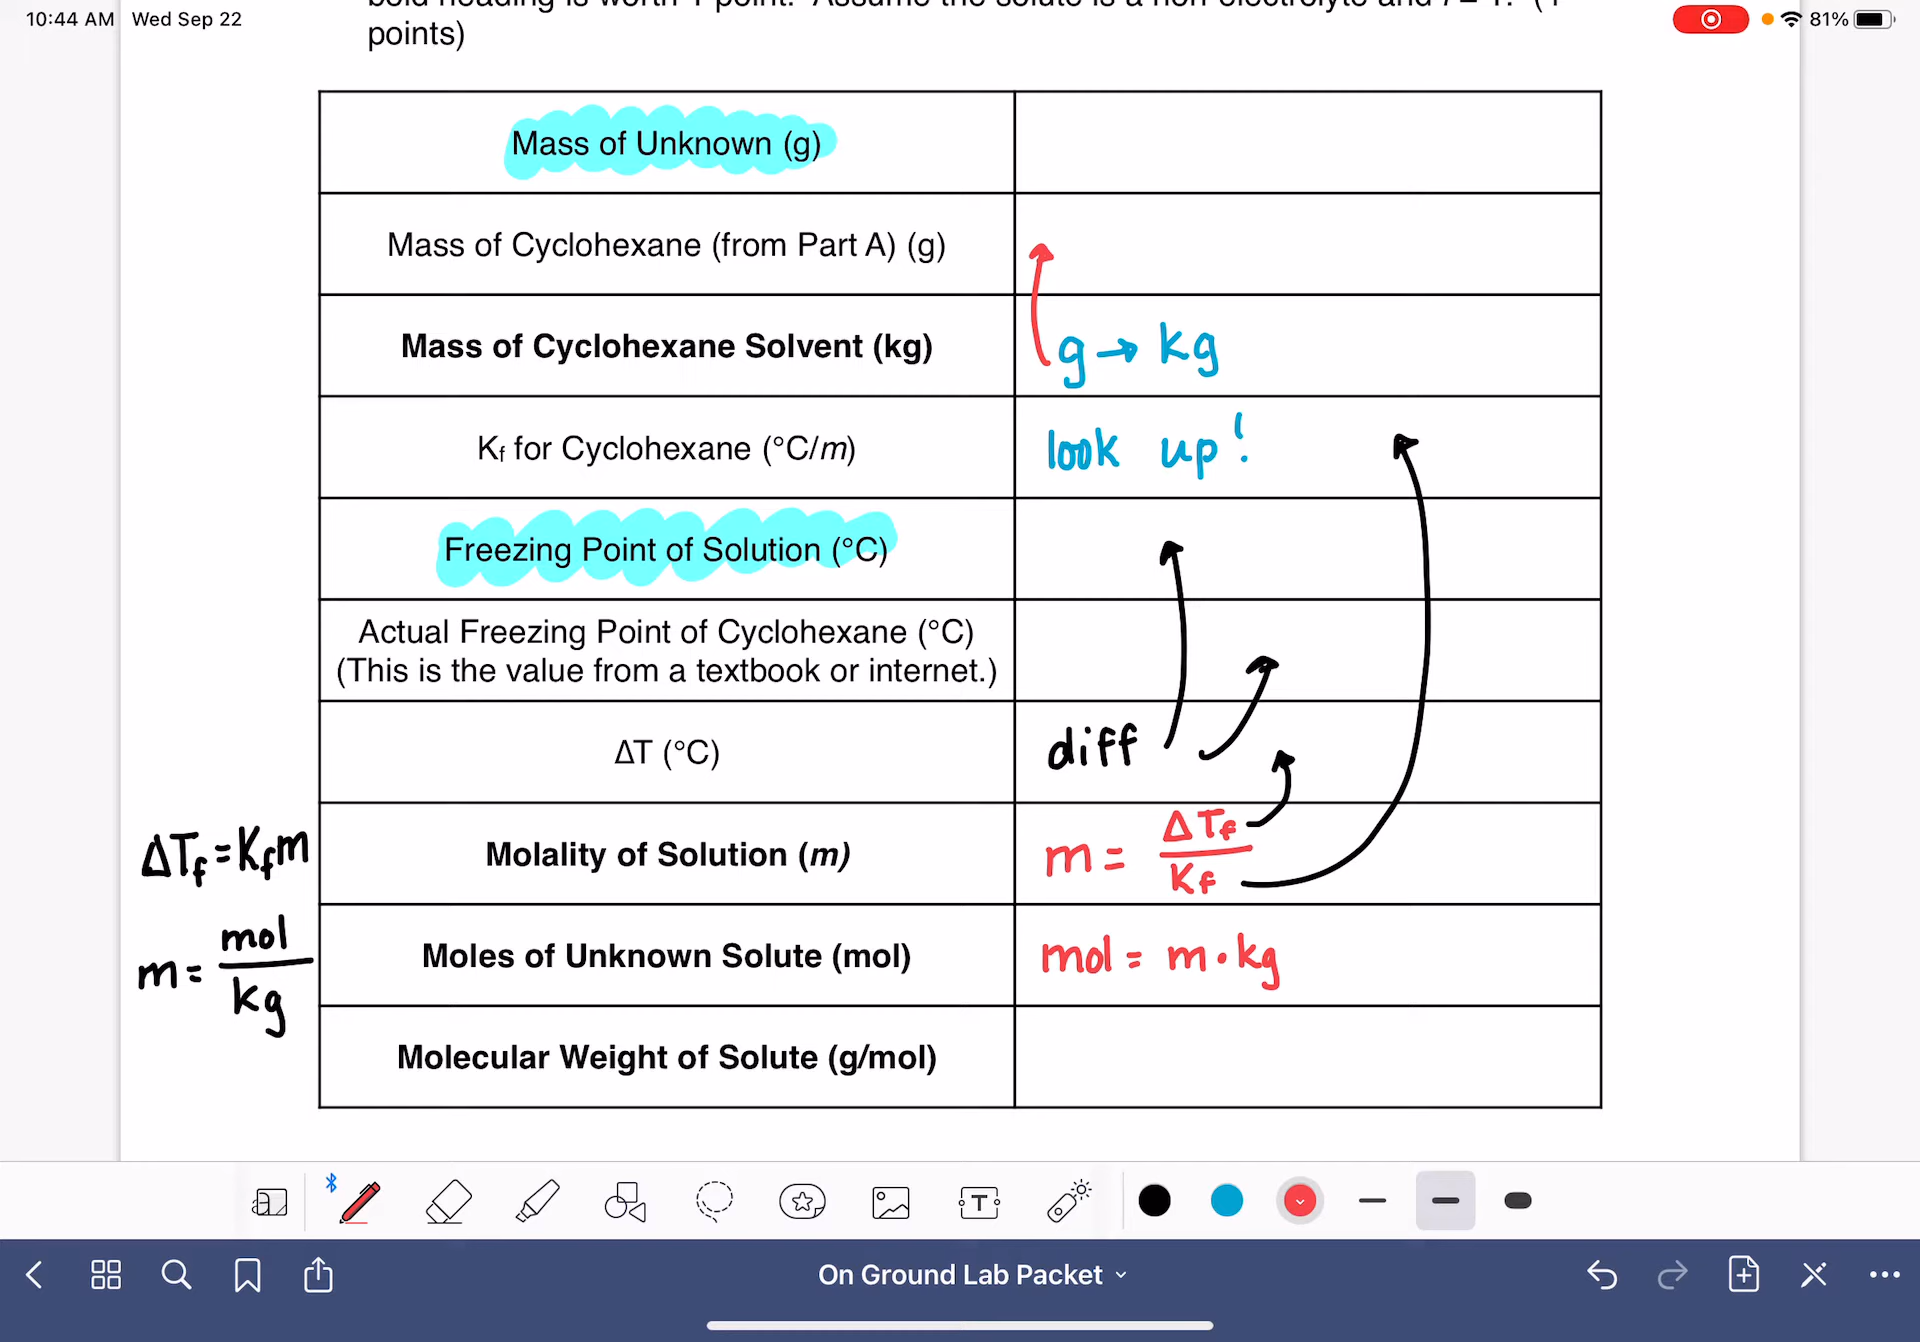 10:44 AM Wed Sep 22
81%
points)
Mass of Unknown (g)
Mass of Cyclohexane (from Part A) (g)
Mass of Cyclohexane Solvent (kg)
g → kg
Kf for Cyclohexane (°C/m)
look up!
Freezing Point of Solution (°C)
Actual Freezing Point of Cyclohexane (°C)
(This is the value from a textbook or internet.)
ΔT (°C)
diff
ΔTf = Kf m
Molality of Solution (m)
m = ΔTf / Kf
m = mol / kg
Moles of Unknown Solute (mol)
mol = m · kg
Molecular Weight of Solute (g/mol)
a
T
On Ground Lab Packet